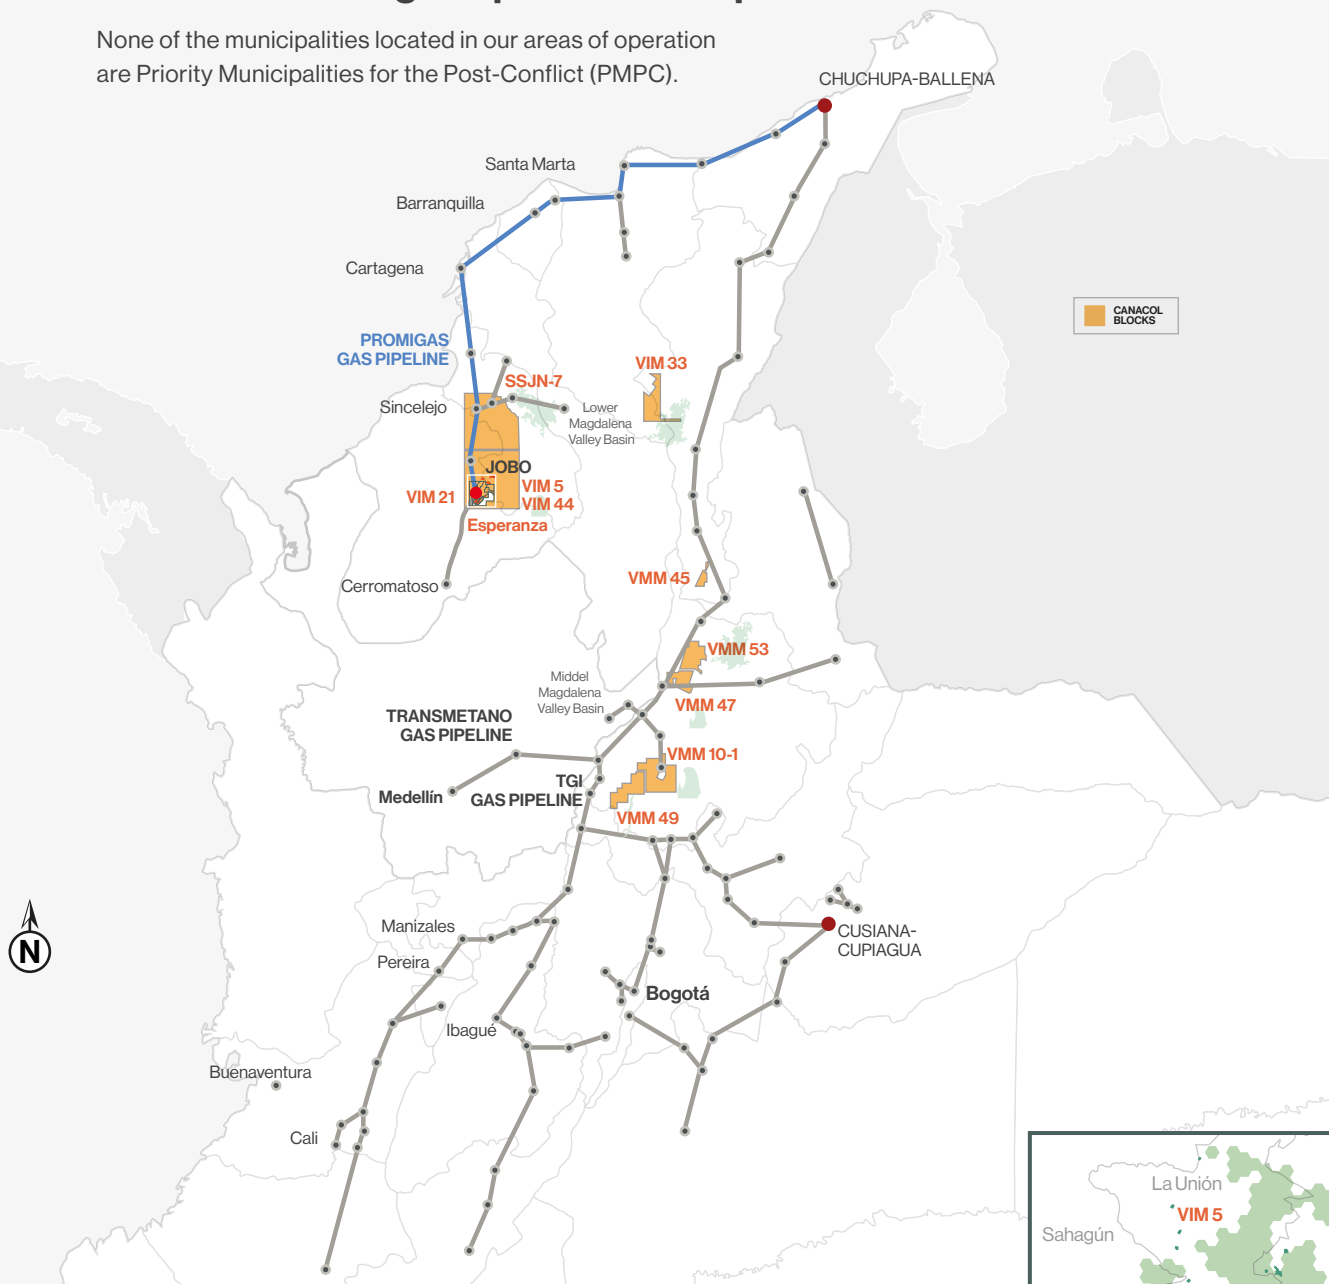 None of the municipalities located in our areas of operation
are Priority Municipalities for the Post-Conflict (PMPC).
CHUCHUPA-BALLENA
Santa Marta
Barranquilla
Cartagena
CANACOL
BLOCKS
PROMIGAS
GAS PIPELINE
VIM 33
SSJN-7
Sincelejo
Lower
Magdalena
Valley Basin
JOBO
VIM 21
VIM 5
VIM 44
Esperanza
Cerromatoso
VMM 45
VMM 53
Middel
Magdalena
Valley Basin
VMM 47
TRANSMETANO
GAS PIPELINE
VMM 10-1
TGI
GAS PIPELINE
Medellín
VMM 49
N
Manizales
CUSIANA-
CUPIAGUA
Pereira
Bogotá
Ibagué
Buenaventura
Cali
La Unión
VIM 5
Sahagún